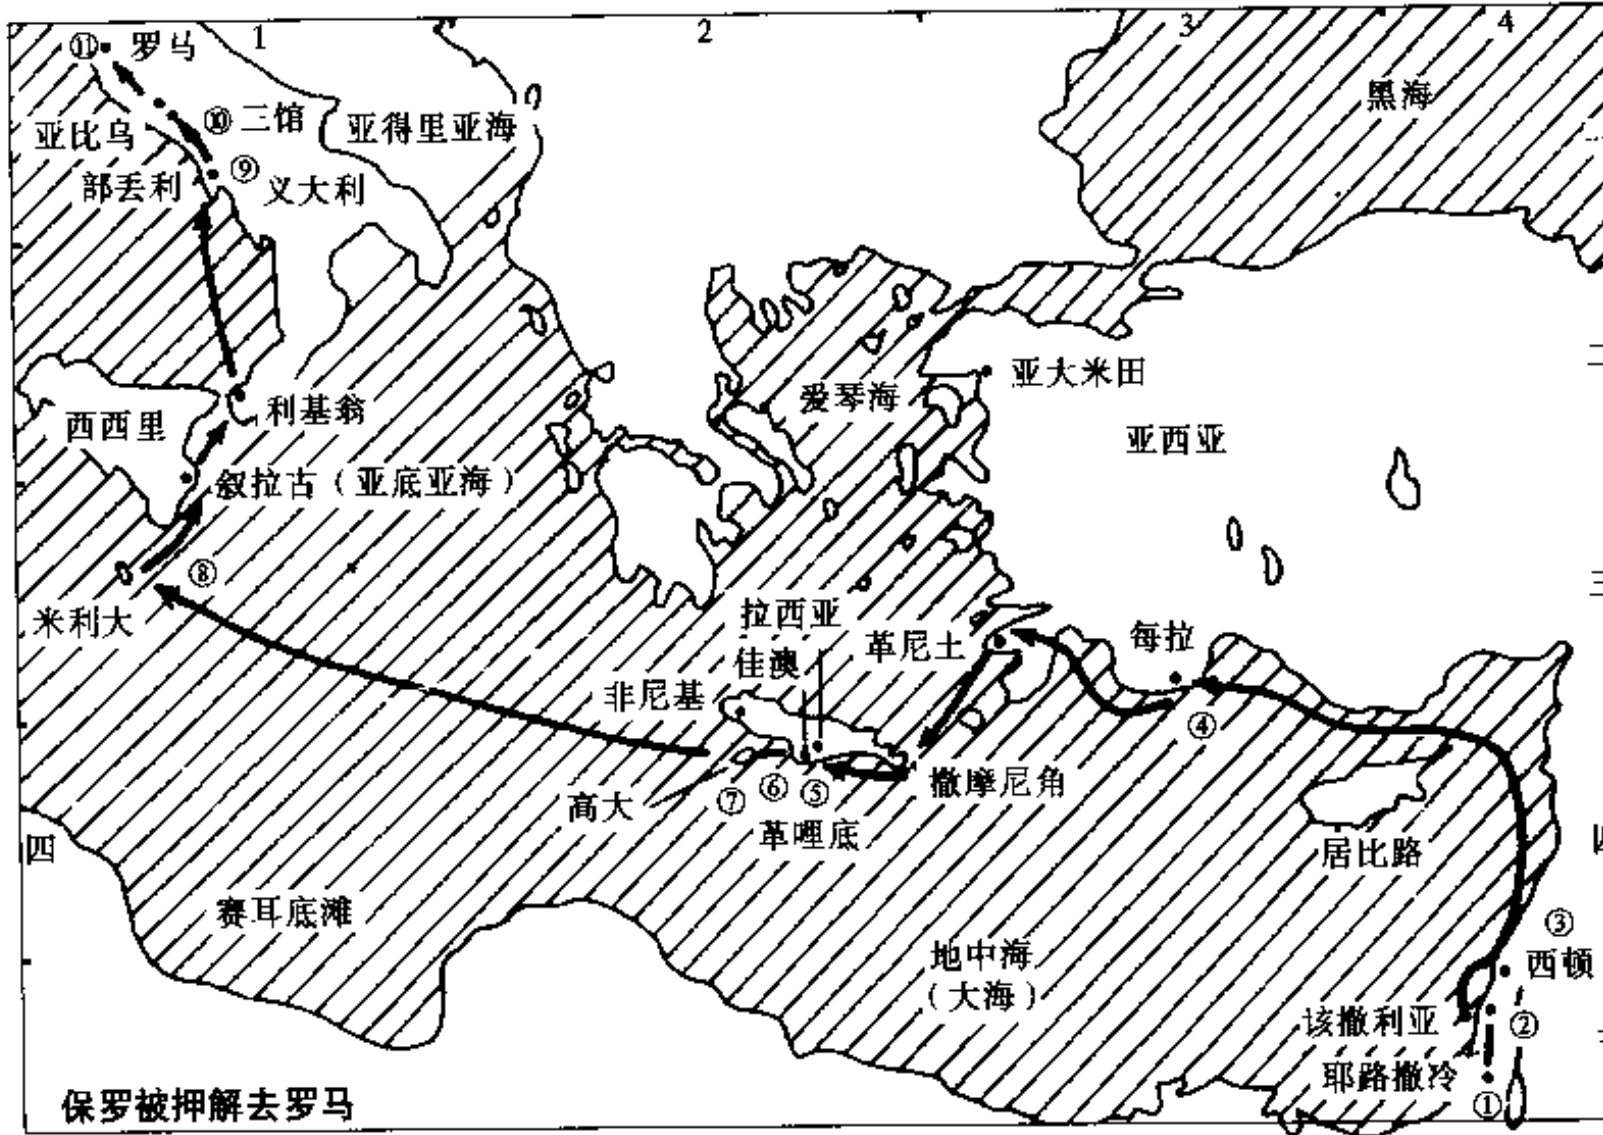 1
2
3
4
⑪ 罗马
黑海
⑩ 三馆
亚得里亚海
亚比乌
⑨
部丢利
义大利
二
亚大米田
爱琴海
利基翁
西西里
亚西亚
叙拉古（亚底亚海）
⑧
三
米利大
拉西亚
佳澳
革尼土
每拉
非尼基
④
撒摩尼角
高大
⑦
⑥
⑤
革哩底
四
居比路
赛耳底滩
③
西顿
地中海
（大海）
该撒利亚
②
耶路撒冷
①
保罗被押解去罗马